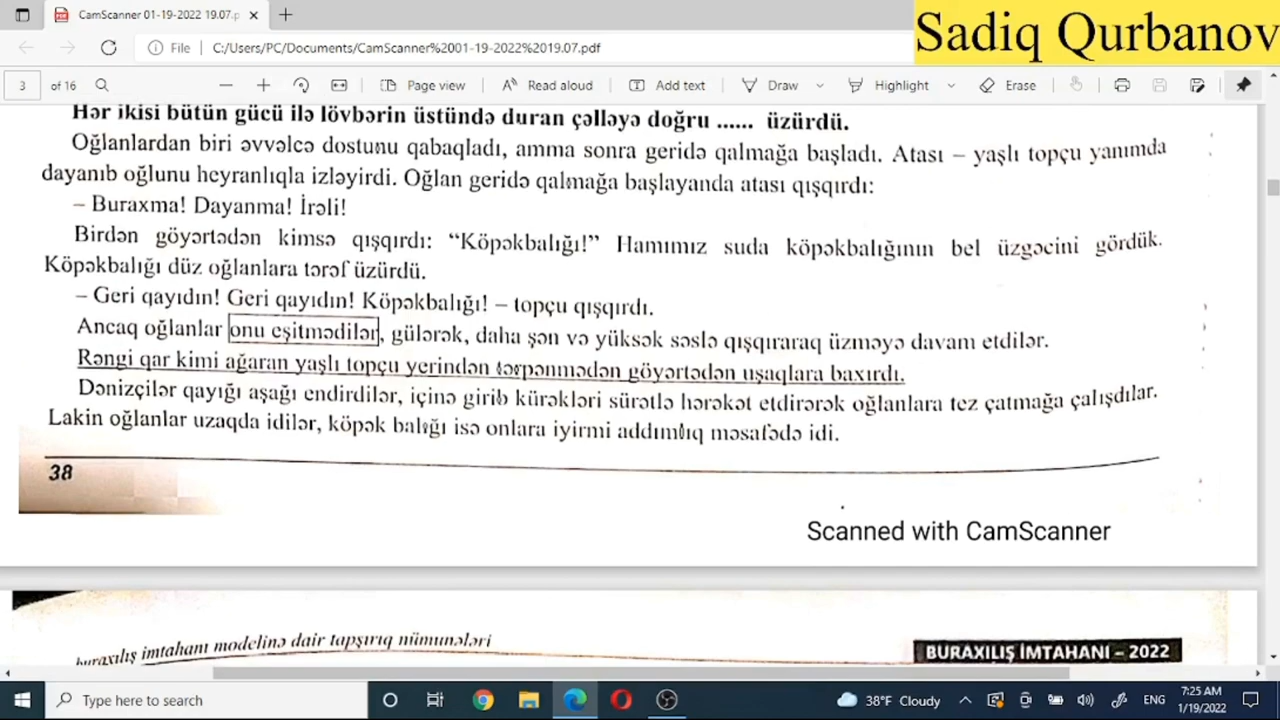 CamScanner 01-19-2022 19.07.p
Sadiq Qurbanov
File C:/Users/PC/Documents/CamScanner%2001-19-2022%2019.07.pdf
3 of 16 Page view Read aloud Add text Draw Highlight Erase
Hər ikisi bütün gücü ilə lövbərin üstündə duran çəlləyə doğru ...... üzürdü.
Oğlanlardan biri əvvəlcə dostunu qabaqladı, amma sonra geridə qalmağa başladı. Atası – yaşlı topçu yanımda
dayanıb oğlunu heyranlıqla izləyirdi. Oğlan geridə qalmağa başlayanda atası qışqırdı:
– Buraxma! Dayanma! İrəli!
Birdən göyərtədən kimsə qışqırdı: “Köpəkbalığı!” Hamımız suda köpəkbalığının bel üzgəcini gördük.
Köpəkbalığı düz oğlanlara tərəf üzürdü.
– Geri qayıdın! Geri qayıdın! Köpəkbalığı! – topçu qışqırdı.
Ancaq oğlanlar onu eşitmədilər, gülərək, daha şən və yüksək səslə qışqıraraq üzməyə davam etdilər.
Rəngi qar kimi ağaran yaşlı topçu yerindən tərpənmədən göyərtədən uşaqlara baxırdı.
Dənizçilər qayığı aşağı endirdilər, içinə girib kürəkləri sürətlə hərəkət etdirərək oğlanlara tez çatmağa çalışdılar.
Lakin oğlanlar uzaqda idilər, köpək balığı isə onlara iyirmi addımlıq məsafədə idi.
38
Scanned with CamScanner
buraxılış imtahanı modelinə dair tapşırıq nümunələri
BURAXILIŞ İMTAHANI – 2022
Type here to search
38°F Cloudy
ENG
7:25 AM
1/19/2022